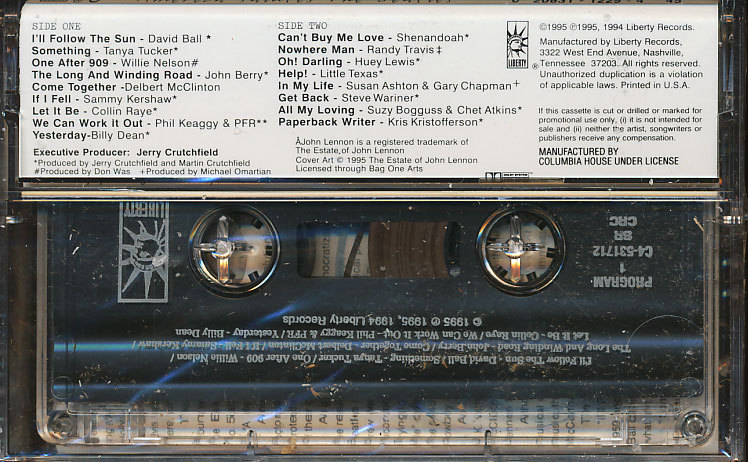 SIDE ONE
I'll Follow The Sun - David Ball *
Something - Tanya Tucker*
One After 909 - Willie Nelson#
The Long And Winding Road - John Berry*
Come Together -Delbert McClinton
If I Fell - Sammy Kershaw*
Let It Be - Collin Raye*
We Can Work It Out - Phil Keaggy & PFR**
Yesterday-Billy Dean*
Executive Producer: Jerry Crutchfield
*Produced by Jerry Crutchfield and Martin Crutchfield
#Produced by Don Was +Produced by Michael Omartian
SIDE TWO
Can't Buy Me Love - Shenandoah*
Nowhere Man - Randy Travis‡
Oh! Darling - Huey Lewis*
Help! - Little Texas*
In My Life - Susan Ashton & Gary Chapman+
Get Back - Steve Wariner*
All My Loving - Suzy Bogguss & Chet Atkins*
Paperback Writer - Kris Kristofferson*
John Lennon is a registered trademark of
The Estate of John Lennon
Cover Art © 1995 The Estate of John Lennon
Licensed through Bag One Arts
LIBERTY
®
©1995 ℗1995, 1994 Liberty Records.
Manufactured by Liberty Records,
3322 West End Avenue, Nashville,
Tennessee 37203. All rights reserved.
Unauthorized duplication is a violation
of applicable laws. Printed in U.S.A.
If this cassette is cut or drilled or marked for
promotional use only, (i) it is not intended for
sale and (ii) neither the artist, songwriters or
publishers receive any compensation.
MANUFACTURED BY
COLUMBIA HOUSE UNDER LICENSE
LIBERTY
PROGRAM
1
BR
C4-531712
CRC
I'll Follow The Sun - David Ball / Something - Tanya Tucker / One After 909 - Willie Nelson /
The Long And Winding Road - John Berry / Come Together - Delbert McClinton / If I Fell - Sammy Kershaw /
Let It Be - Collin Raye / We Can Work It Out - Phil Keaggy & PFR / Yesterday - Billy Dean
© 1995 ℗ 1995, 1994 Liberty Records